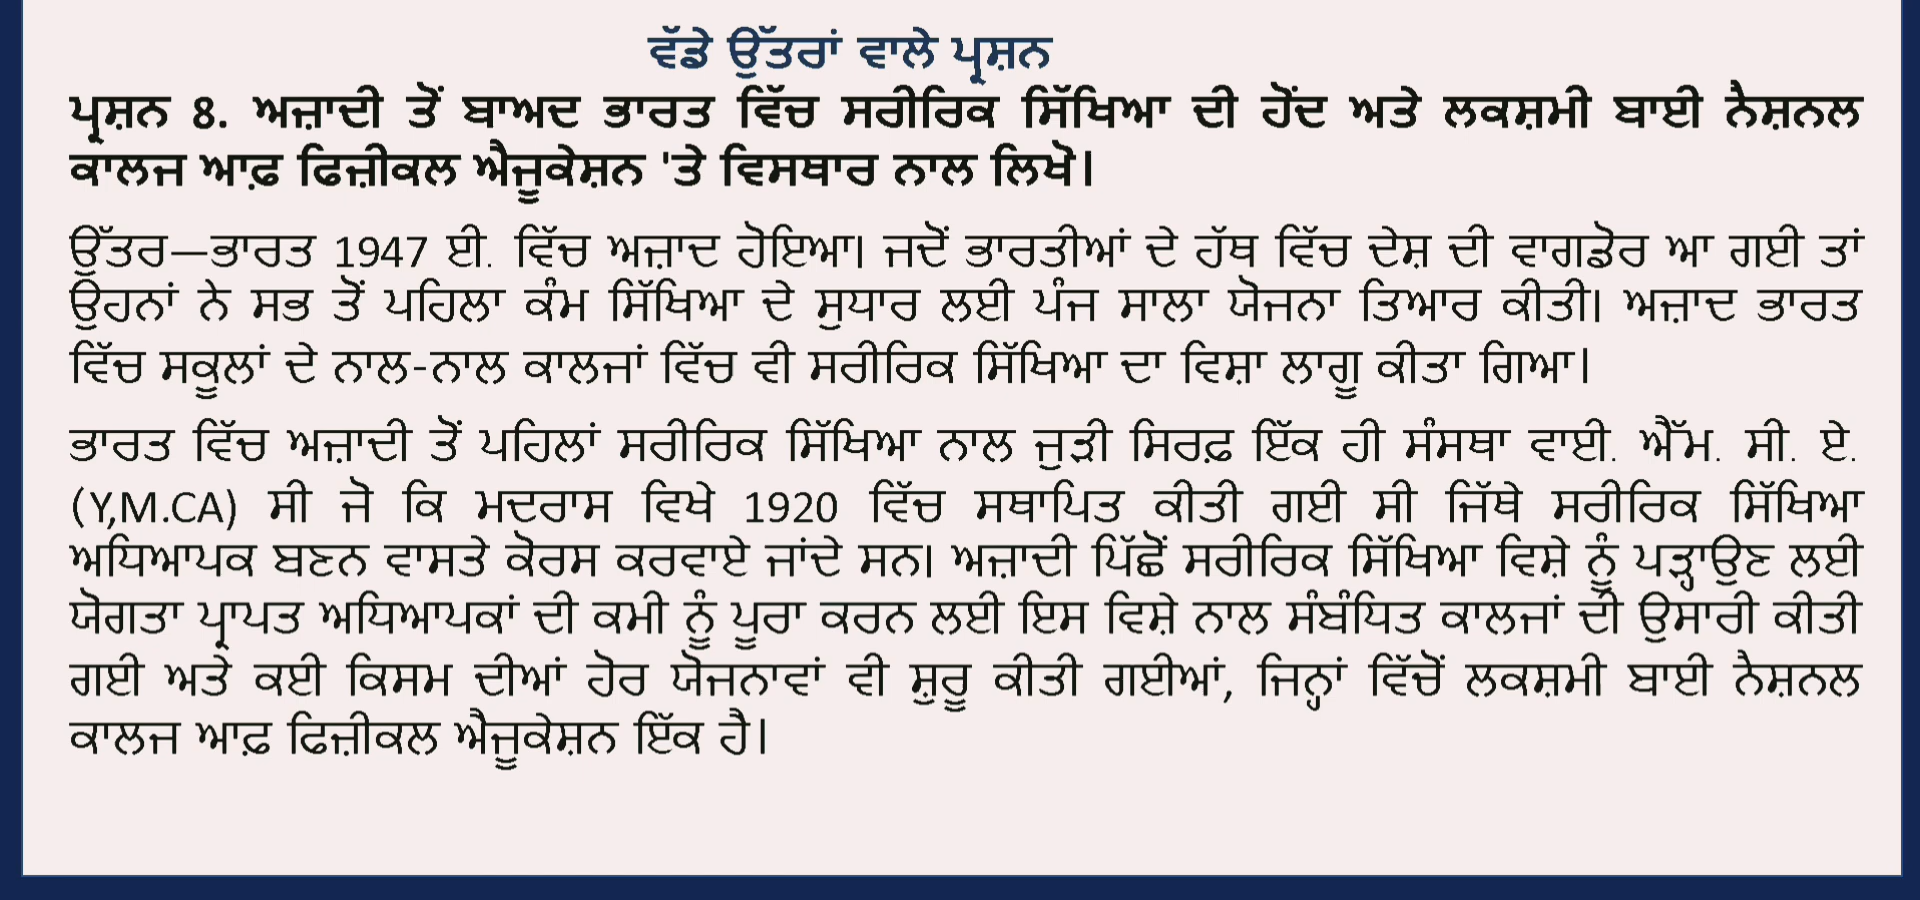 ਵੱਡੇ ਉੱਤਰਾਂ ਵਾਲੇ ਪ੍ਰਸ਼ਨ
ਪ੍ਰਸ਼ਨ 8. ਅਜ਼ਾਦੀ ਤੋਂ ਬਾਅਦ ਭਾਰਤ ਵਿੱਚ ਸਰੀਰਿਕ ਸਿੱਖਿਆ ਦੀ ਹੋਂਦ ਅਤੇ ਲਕਸ਼ਮੀ ਬਾਈ ਨੈਸ਼ਨਲ
ਕਾਲਜ ਆਫ਼ ਫਿਜ਼ੀਕਲ ਐਜੂਕੇਸ਼ਨ 'ਤੇ ਵਿਸਥਾਰ ਨਾਲ ਲਿਖੋ।
ਉੱਤਰ—ਭਾਰਤ 1947 ਈ. ਵਿੱਚ ਅਜ਼ਾਦ ਹੋਇਆ। ਜਦੋਂ ਭਾਰਤੀਆਂ ਦੇ ਹੱਥ ਵਿੱਚ ਦੇਸ਼ ਦੀ ਵਾਗਡੋਰ ਆ ਗਈ ਤਾਂ
ਉਹਨਾਂ ਨੇ ਸਭ ਤੋਂ ਪਹਿਲਾ ਕੰਮ ਸਿੱਖਿਆ ਦੇ ਸੁਧਾਰ ਲਈ ਪੰਜ ਸਾਲਾ ਯੋਜਨਾ ਤਿਆਰ ਕੀਤੀ। ਅਜ਼ਾਦ ਭਾਰਤ
ਵਿੱਚ ਸਕੂਲਾਂ ਦੇ ਨਾਲ-ਨਾਲ ਕਾਲਜਾਂ ਵਿੱਚ ਵੀ ਸਰੀਰਿਕ ਸਿੱਖਿਆ ਦਾ ਵਿਸ਼ਾ ਲਾਗੂ ਕੀਤਾ ਗਿਆ।
ਭਾਰਤ ਵਿੱਚ ਅਜ਼ਾਦੀ ਤੋਂ ਪਹਿਲਾਂ ਸਰੀਰਿਕ ਸਿੱਖਿਆ ਨਾਲ ਜੁੜੀ ਸਿਰਫ਼ ਇੱਕ ਹੀ ਸੰਸਥਾ ਵਾਈ. ਐੱਮ. ਸੀ. ਏ.
(Y,M.CA) ਸੀ ਜੋ ਕਿ ਮਦਰਾਸ ਵਿਖੇ 1920 ਵਿੱਚ ਸਥਾਪਿਤ ਕੀਤੀ ਗਈ ਸੀ ਜਿੱਥੇ ਸਰੀਰਿਕ ਸਿੱਖਿਆ
ਅਧਿਆਪਕ ਬਣਨ ਵਾਸਤੇ ਕੋਰਸ ਕਰਵਾਏ ਜਾਂਦੇ ਸਨ। ਅਜ਼ਾਦੀ ਪਿੱਛੋਂ ਸਰੀਰਿਕ ਸਿੱਖਿਆ ਵਿਸ਼ੇ ਨੂੰ ਪੜ੍ਹਾਉਣ ਲਈ
ਯੋਗਤਾ ਪ੍ਰਾਪਤ ਅਧਿਆਪਕਾਂ ਦੀ ਕਮੀ ਨੂੰ ਪੂਰਾ ਕਰਨ ਲਈ ਇਸ ਵਿਸ਼ੇ ਨਾਲ ਸੰਬੰਧਿਤ ਕਾਲਜਾਂ ਦੀ ਉਸਾਰੀ ਕੀਤੀ
ਗਈ ਅਤੇ ਕਈ ਕਿਸਮ ਦੀਆਂ ਹੋਰ ਯੋਜਨਾਵਾਂ ਵੀ ਸ਼ੁਰੂ ਕੀਤੀ ਗਈਆਂ, ਜਿਨ੍ਹਾਂ ਵਿੱਚੋਂ ਲਕਸ਼ਮੀ ਬਾਈ ਨੈਸ਼ਨਲ
ਕਾਲਜ ਆਫ਼ ਫਿਜ਼ੀਕਲ ਐਜੂਕੇਸ਼ਨ ਇੱਕ ਹੈ।